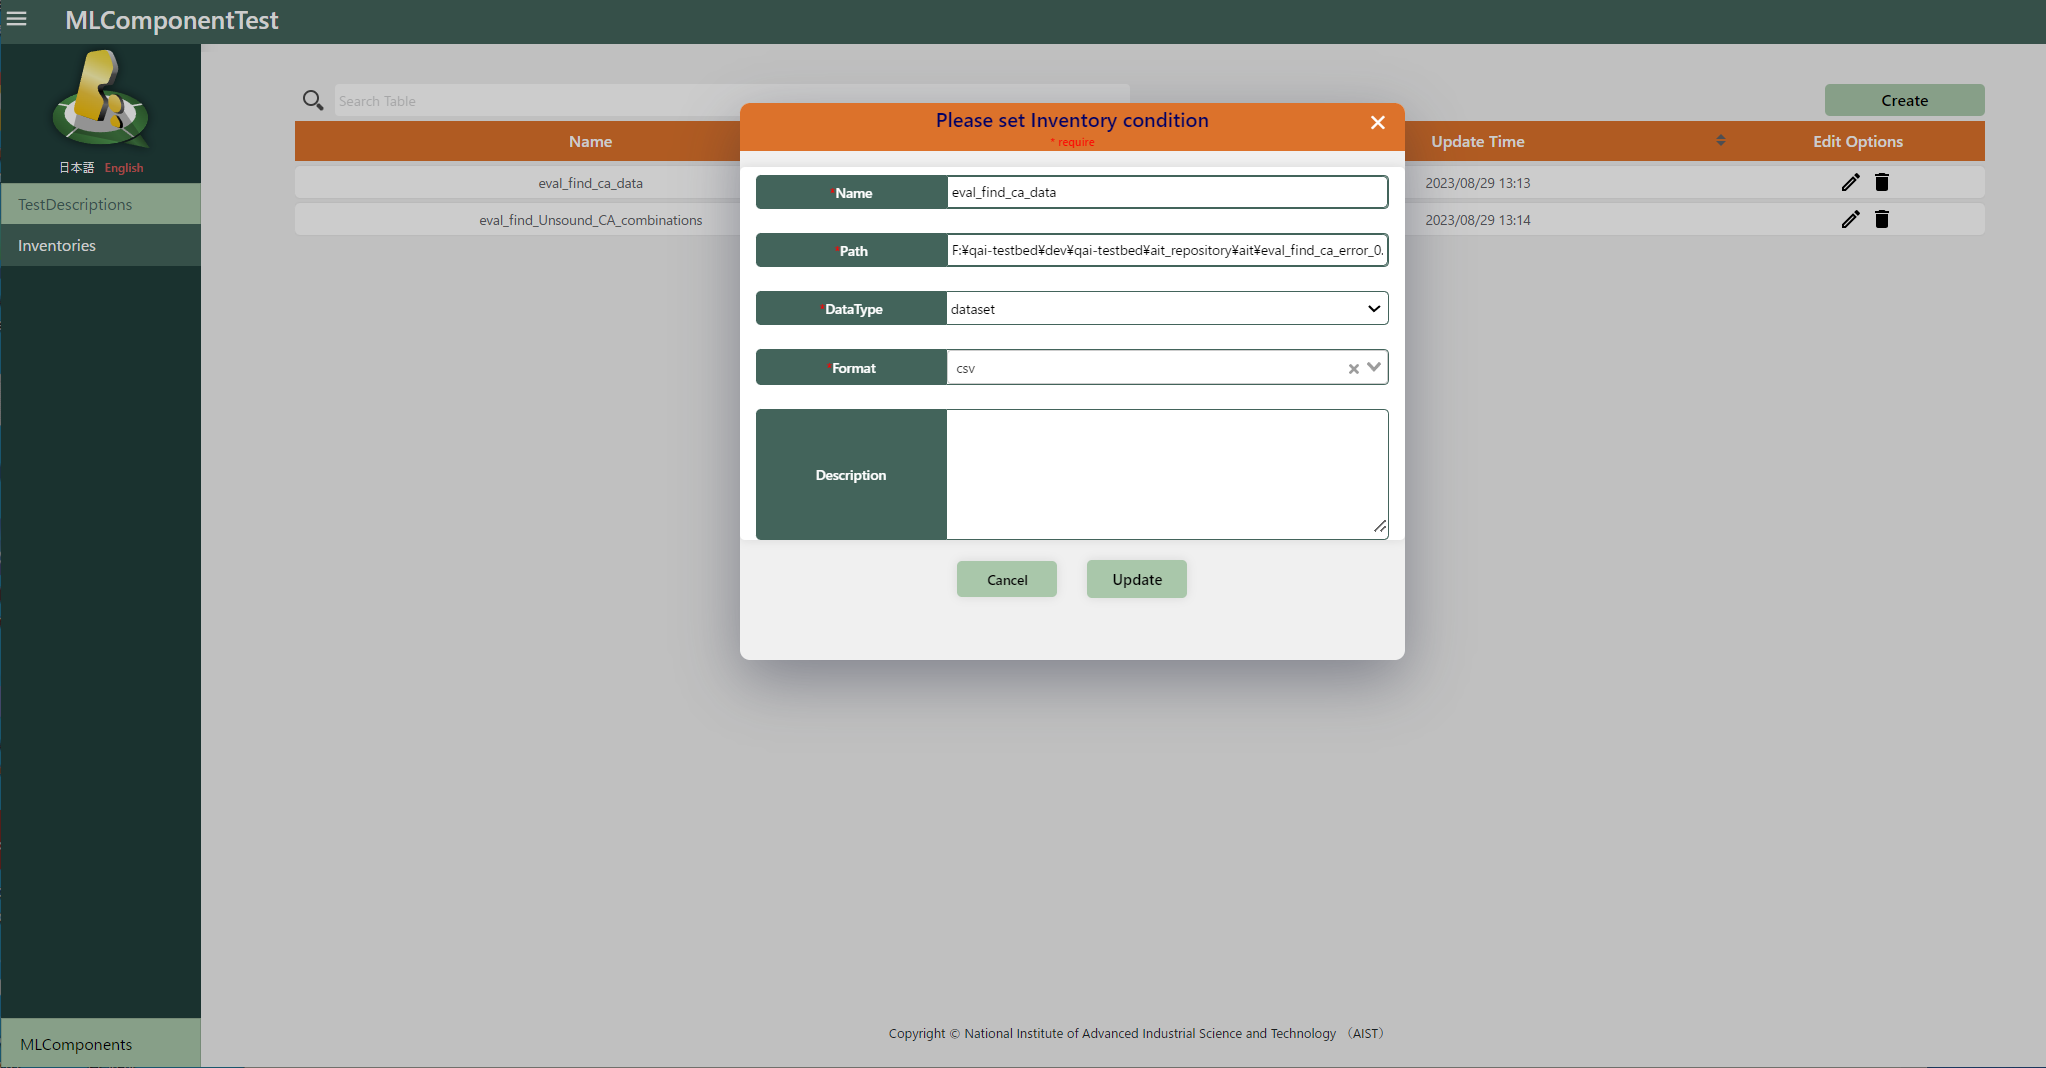 MLComponentTest
日本語 English
TestDescriptions
Inventories
MLComponents
Search Table
Create
Name
Update Time
Edit Options
eval_find_ca_data
2023/08/29 13:13
eval_find_Unsound_CA_combinations
2023/08/29 13:14
Please set Inventory condition
* require
*Name
eval_find_ca_data
*Path
F:¥qai-testbed¥dev¥qai-testbed¥ait_repository¥ait¥eval_find_ca_error_0.
*DataType
dataset
*Format
csv
Description
Cancel
Update
Copyright © National Institute of Advanced Industrial Science and Technology （AIST）